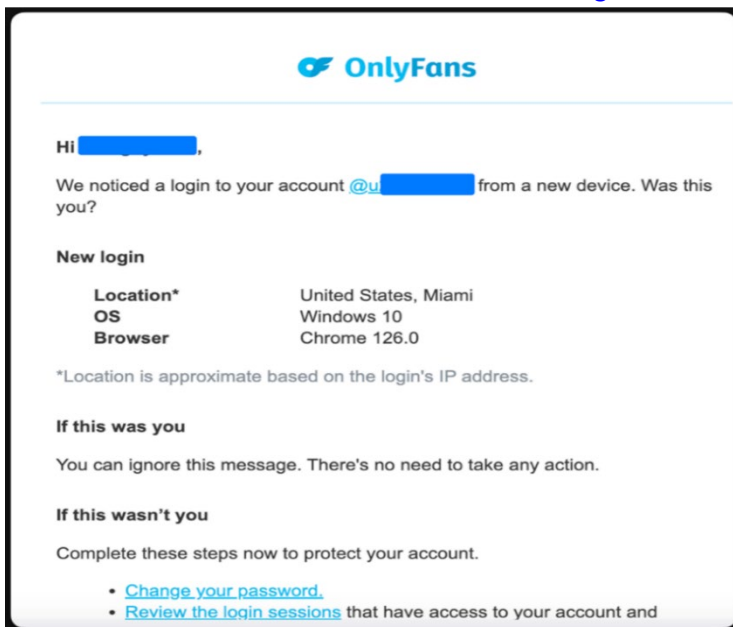 OnlyFans
Hi ,
We noticed a login to your account @u from a new device. Was this
you?
New login
Location* United States, Miami
OS Windows 10
Browser Chrome 126.0
*Location is approximate based on the login's IP address.
If this was you
You can ignore this message. There's no need to take any action.
If this wasn't you
Complete these steps now to protect your account.
• Change your password.
• Review the login sessions that have access to your account and